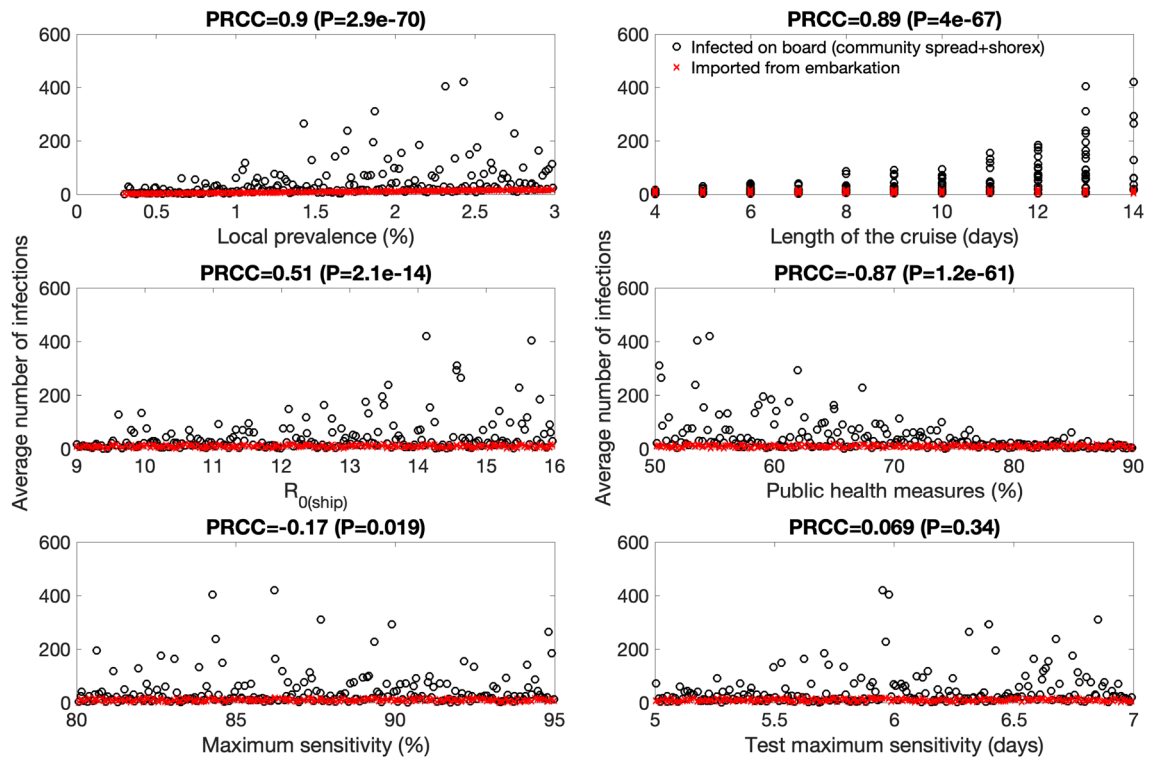 PRCC=0.9 (P=2.9e-70)
600
400
200
0
0 0.5 1 1.5 2 2.5 3
Local prevalence (%)
PRCC=0.89 (P=4e-67)
Infected on board (community spread+shorex)
Imported from embarkation
600
400
200
0
4 6 8 10 12 14
Length of the cruise (days)
Average number of infections
PRCC=0.51 (P=2.1e-14)
600
400
200
0
9 10 11 12 13 14 15 16
R0(ship)
Average number of infections
PRCC=-0.87 (P=1.2e-61)
600
400
200
0
50 60 70 80 90
Public health measures (%)
PRCC=-0.17 (P=0.019)
600
400
200
0
80 85 90 95
Maximum sensitivity (%)
PRCC=0.069 (P=0.34)
600
400
200
0
5 5.5 6 6.5 7
Test maximum sensitivity (days)